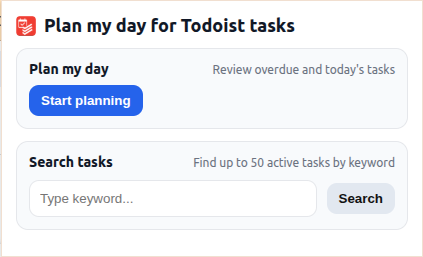 Plan my day for Todoist tasks
Plan my day
Review overdue and today's tasks
Start planning
Search tasks
Find up to 50 active tasks by keyword
Type keyword...
Search